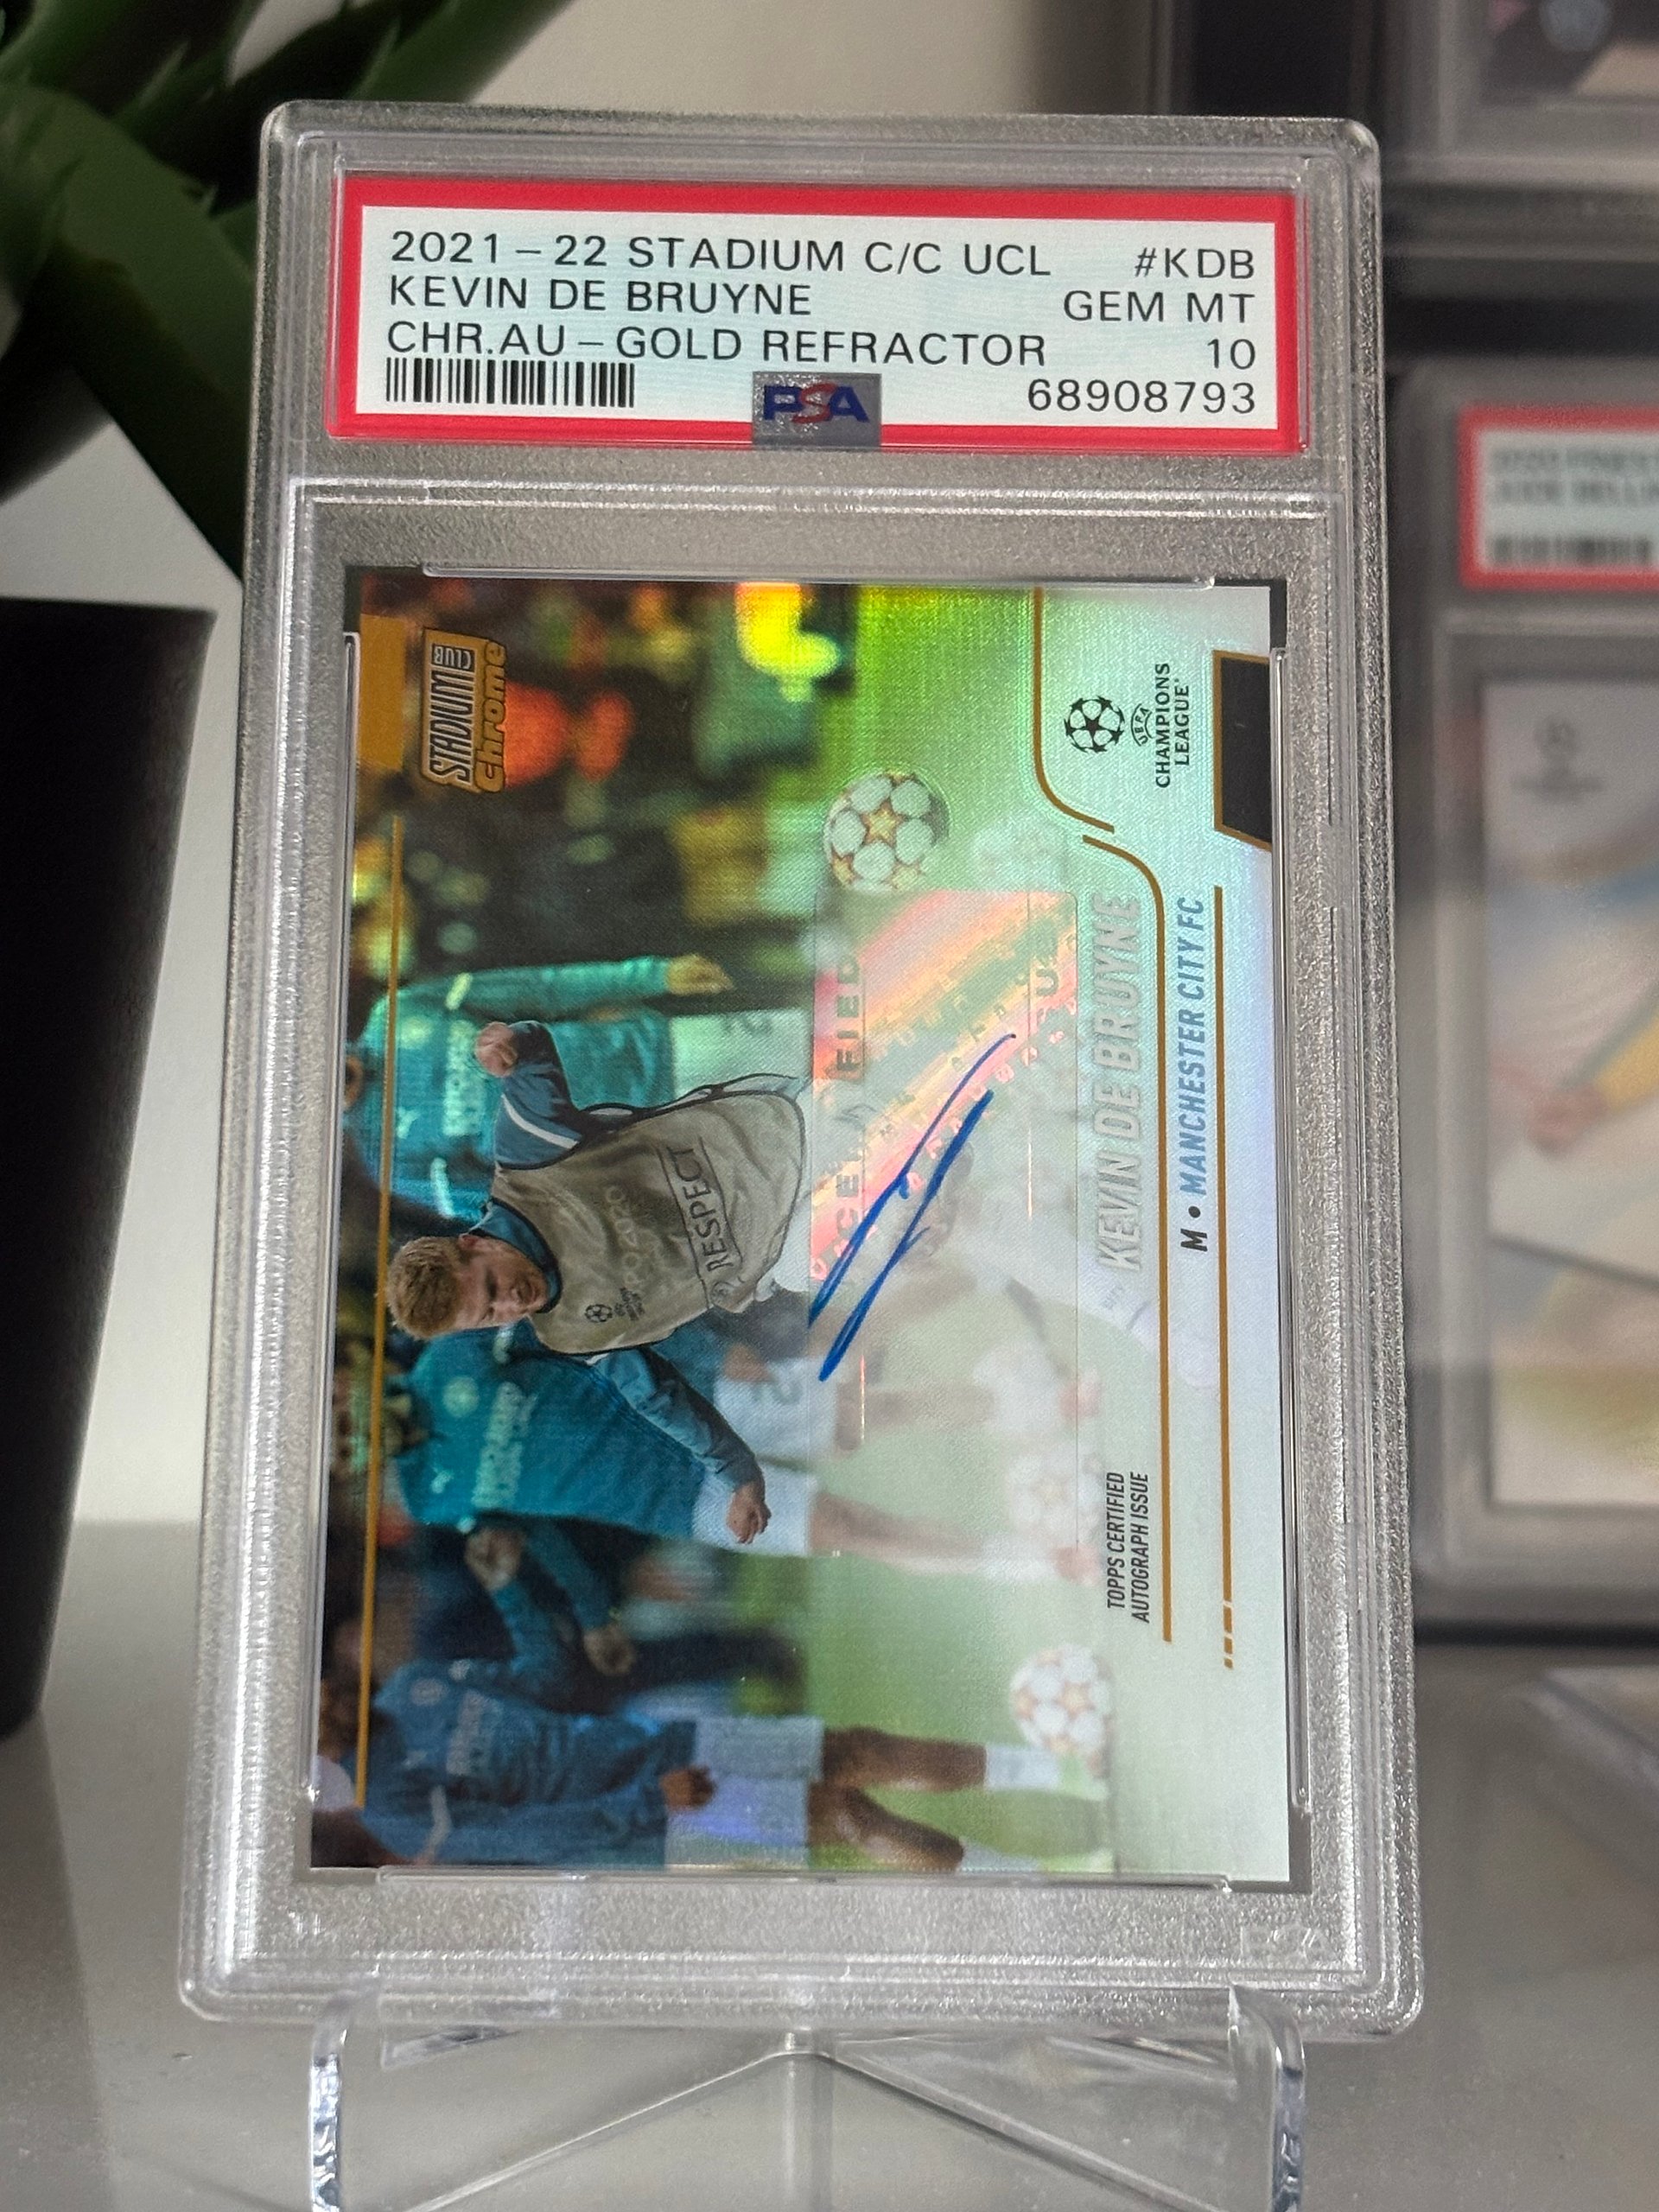 2021-22 STADIUM C/C UCL #KDB
KEVIN DE BRUYNE GEM MT
CHR.AU-GOLD REFRACTOR 10
PSA 68908793
STADIUM
CLUB
Chrome
UEFA
CHAMPIONS
LEAGUE
RESPECT
KEVIN DE BRUYNE
M • MANCHESTER CITY FC
TOPPS CERTIFIED
AUTOGRAPH ISSUE